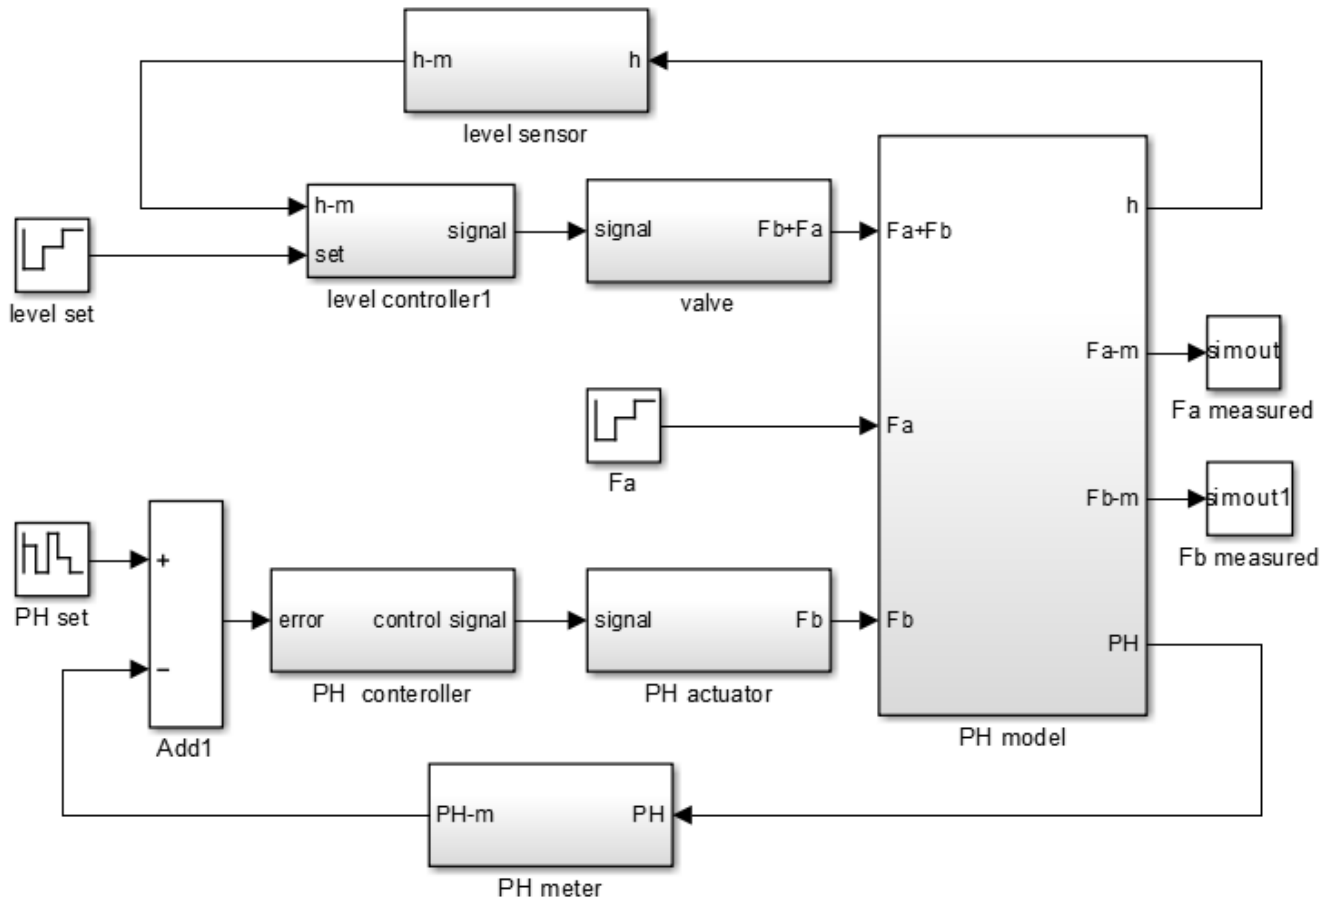 h-m
h
level sensor
h-m
signal
set
level controller1
level set
signal
Fb+Fa
valve
Fa+Fb
h
Fa-m
Fa
Fb-m
Fb
PH
PH model
simout
Fa measured
simout1
Fb measured
Fa
PH set
+
−
Add1
error
control signal
PH conteroller
signal
Fb
PH actuator
PH-m
PH
PH meter